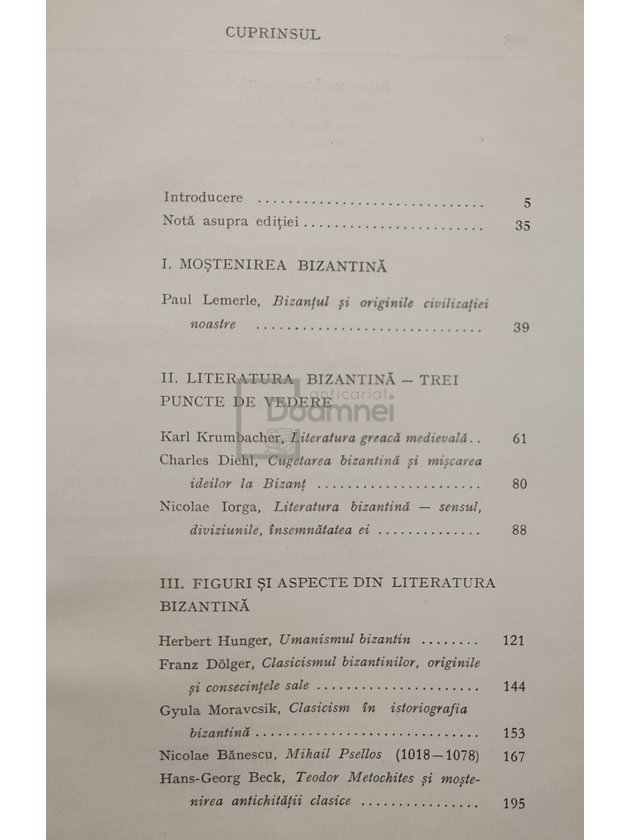 CUPRINSUL
Introducere ............................. 5
Notă asupra ediției ........................ 35
I. MOȘTENIREA BIZANTINĂ
Paul Lemerle, Bizanțul și originile civilizației
noastre ............................. 39
II. LITERATURA BIZANTINĂ — TREI
PUNCTE DE VEDERE
anticariat
Doamnei
Karl Krumbacher, Literatura greacă medievală .. 61
Charles Diehl, Cugetarea bizantină și mișcarea
ideilor la Bizanț ..................... 80
Nicolae Iorga, Literatura bizantină — sensul,
diviziunile, însemnătatea ei .............. 88
III. FIGURI ȘI ASPECTE DIN LITERATURA
BIZANTINĂ
Herbert Hunger, Umanismul bizantin ........ 121
Franz Dölger, Clasicismul bizantinilor, originile
și consecințele sale ..................... 144
Gyula Moravcsik, Clasicism în istoriografia
bizantină ............................. 153
Nicolae Bănescu, Mihail Psellos (1018—1078) 167
Hans-Georg Beck, Teodor Metochites și moște-
nirea antichității clasice ................ 195